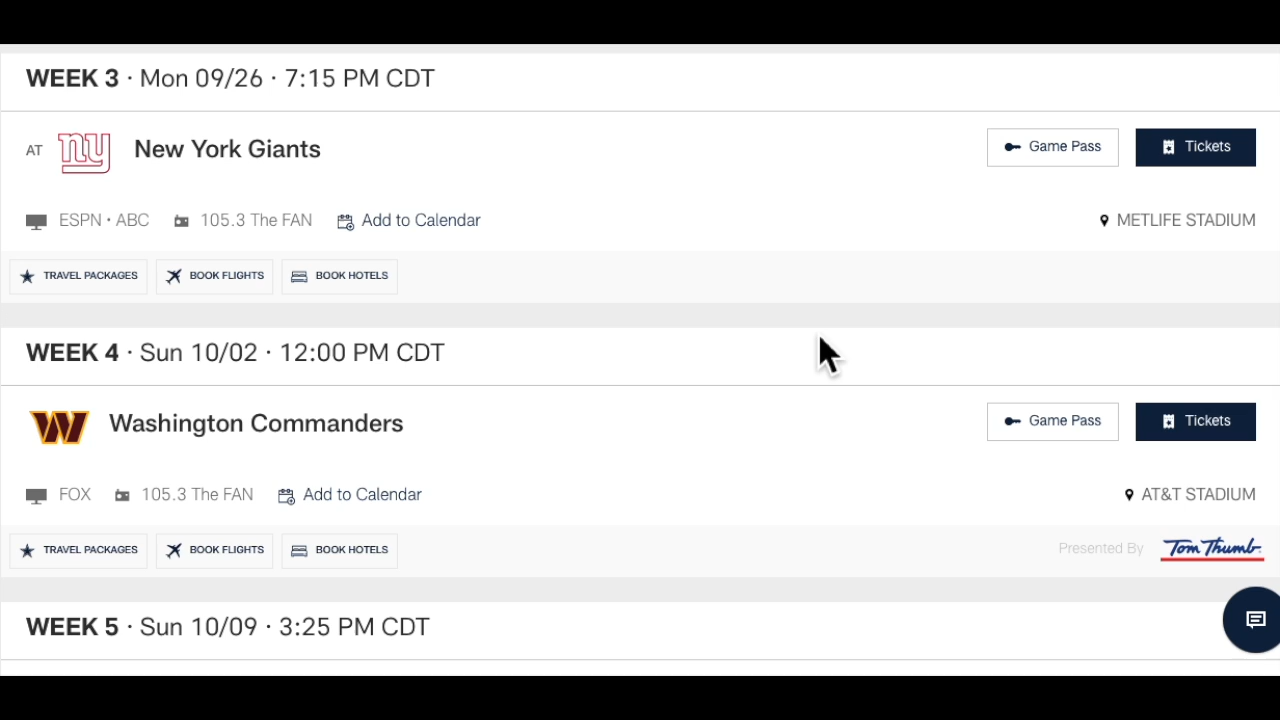 WEEK 3 · Mon 09/26 · 7:15 PM CDT
AT ny New York Giants Game Pass Tickets
ESPN • ABC 105.3 The FAN Add to Calendar METLIFE STADIUM
TRAVEL PACKAGES BOOK FLIGHTS BOOK HOTELS
WEEK 4 · Sun 10/02 · 12:00 PM CDT
W Washington Commanders Game Pass Tickets
FOX 105.3 The FAN Add to Calendar AT&T STADIUM
TRAVEL PACKAGES BOOK FLIGHTS BOOK HOTELS Presented By Tom Thumb
WEEK 5 · Sun 10/09 · 3:25 PM CDT